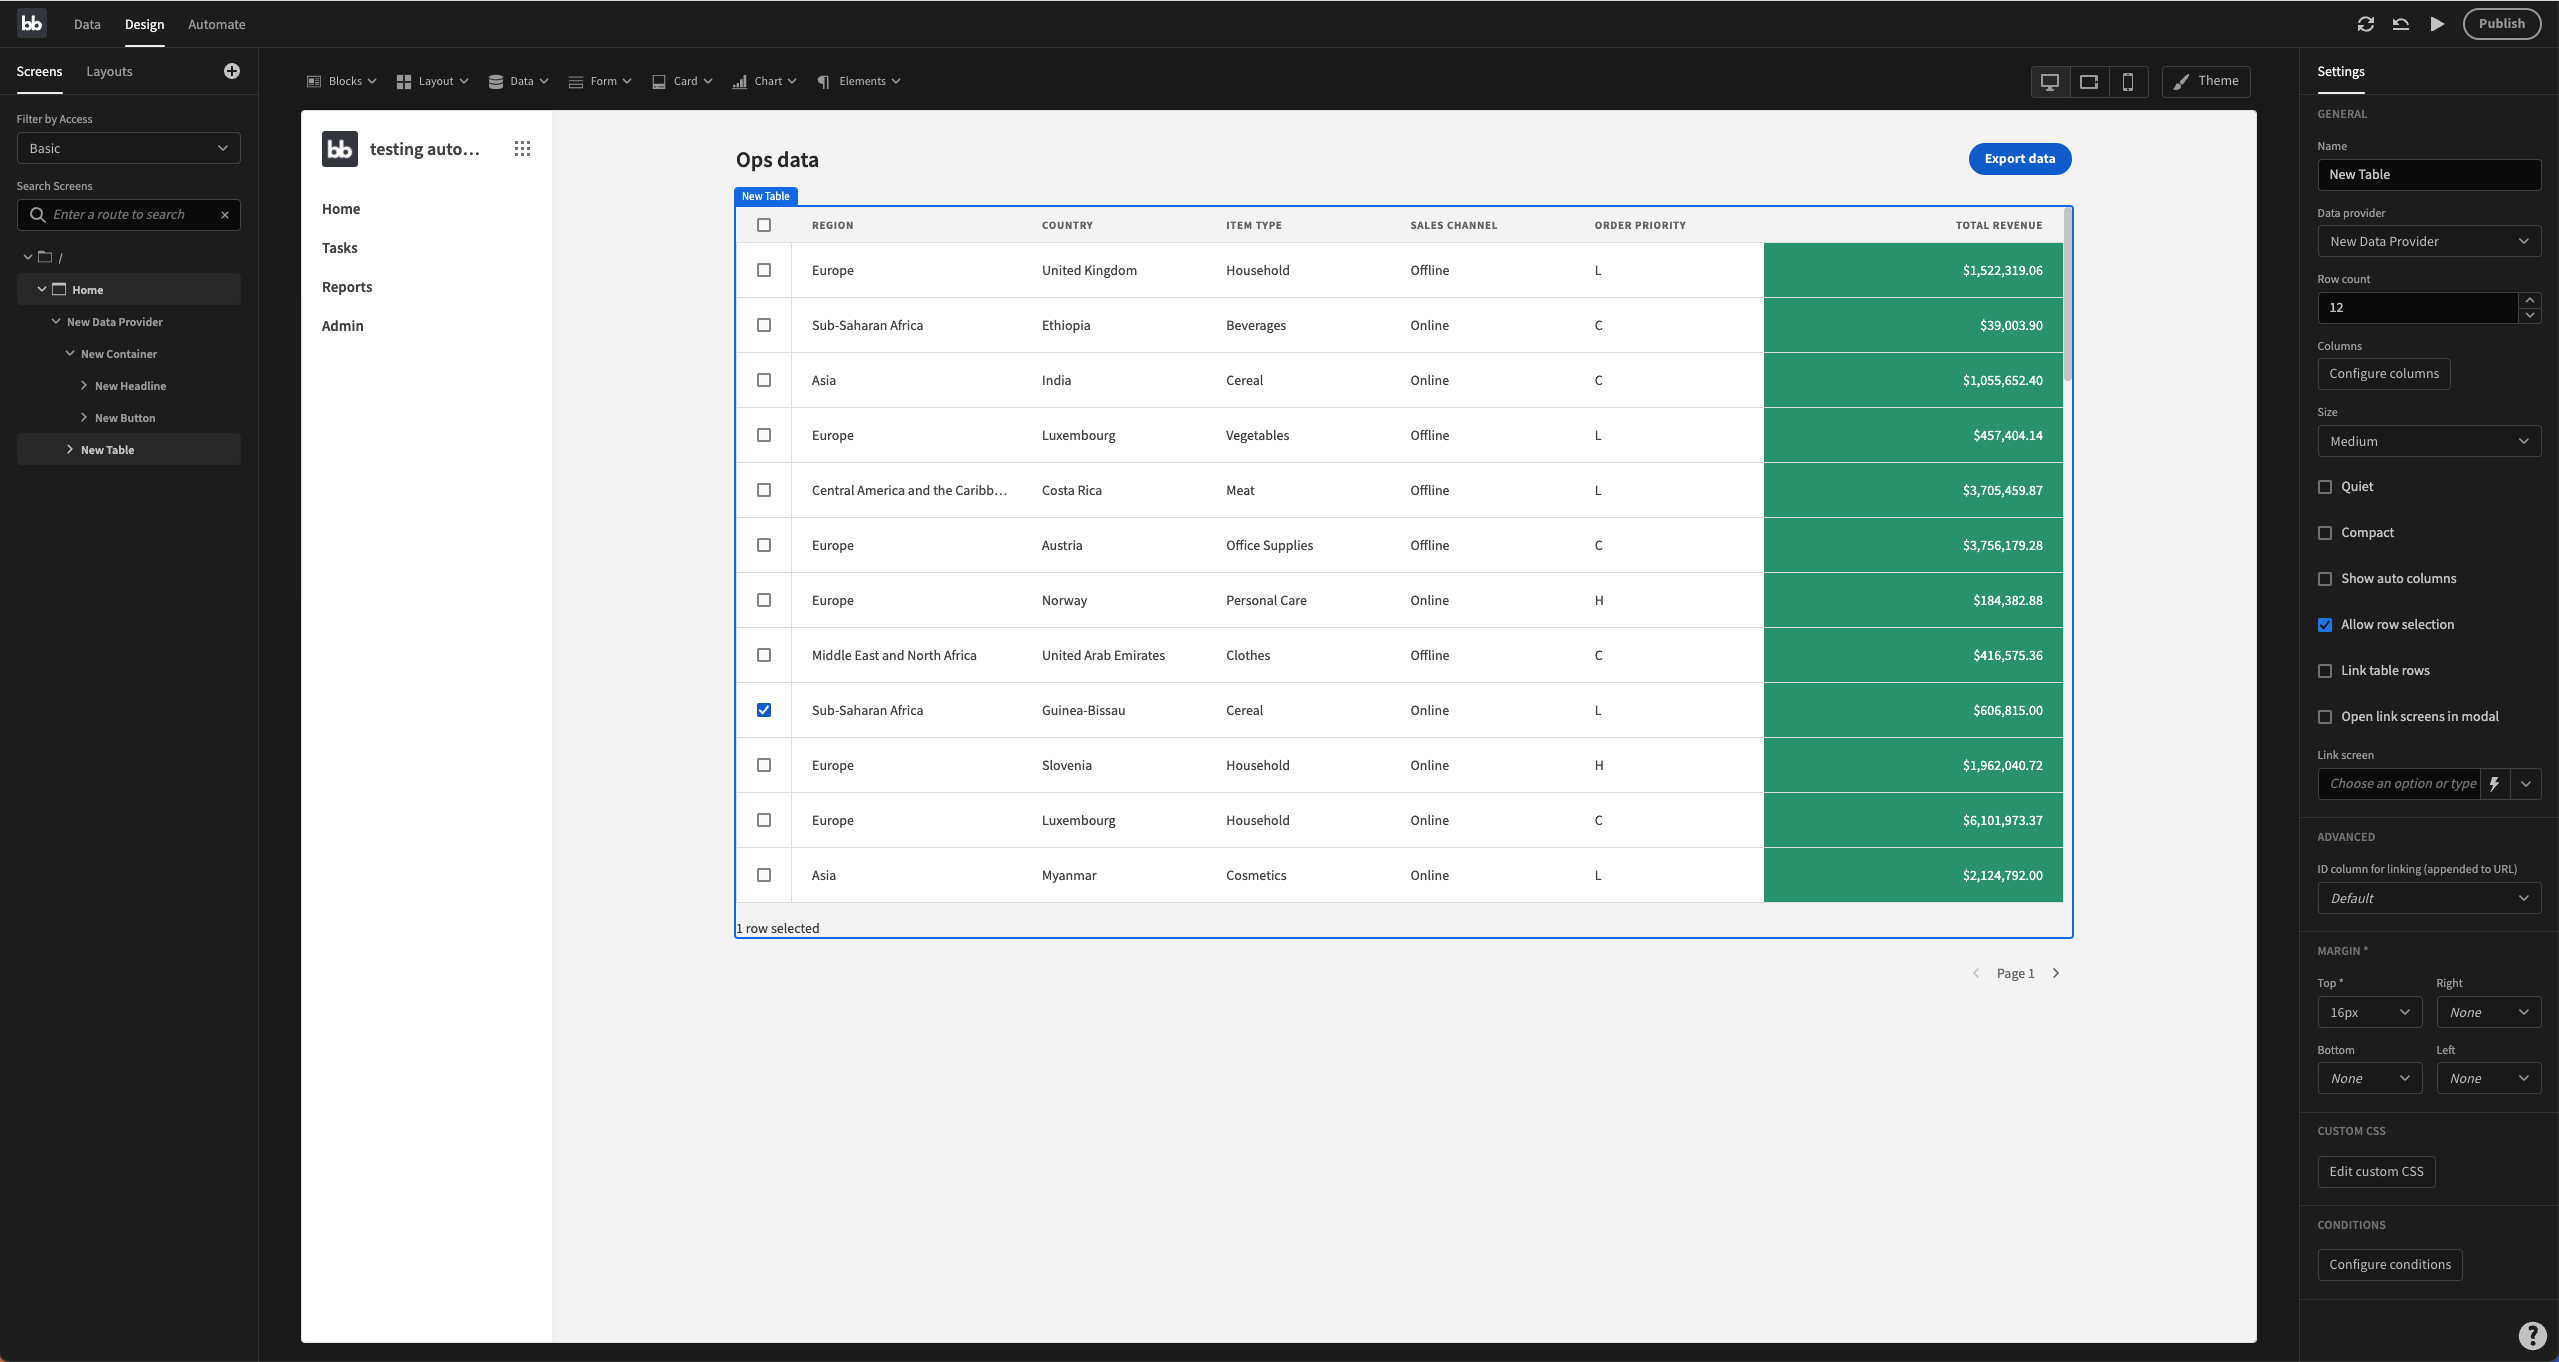 bb Data Design Automate Publish
Screens Layouts
Filter by Access
Basic
Search Screens
Enter a route to search
/
Home
New Data Provider
New Container
New Headline
New Button
New Table
Blocks Layout Data Form Card Chart Elements Theme
bb testing auto...
Home
Tasks
Reports
Admin
Ops data Export data
New Table
REGION COUNTRY ITEM TYPE SALES CHANNEL ORDER PRIORITY TOTAL REVENUE
Europe United Kingdom Household Offline L $1,522,319.06
Sub-Saharan Africa Ethiopia Beverages Online C $39,003.90
Asia India Cereal Online C $1,055,652.40
Europe Luxembourg Vegetables Offline L $457,404.14
Central America and the Caribb... Costa Rica Meat Offline L $3,705,459.87
Europe Austria Office Supplies Offline C $3,756,179.28
Europe Norway Personal Care Online H $184,382.88
Middle East and North Africa United Arab Emirates Clothes Offline C $416,575.36
Sub-Saharan Africa Guinea-Bissau Cereal Online L $606,815.00
Europe Slovenia Household Online H $1,962,040.72
Europe Luxembourg Household Online C $6,101,973.37
Asia Myanmar Cosmetics Online L $2,124,792.00
1 row selected
Page 1
Settings
GENERAL
Name
New Table
Data provider
New Data Provider
Row count
12
Columns
Configure columns
Size
Medium
Quiet
Compact
Show auto columns
Allow row selection
Link table rows
Open link screens in modal
Link screen
Choose an option or type
ADVANCED
ID column for linking (appended to URL)
Default
MARGIN *
Top * Right
16px None
Bottom Left
None None
CUSTOM CSS
Edit custom CSS
CONDITIONS
Configure conditions
?